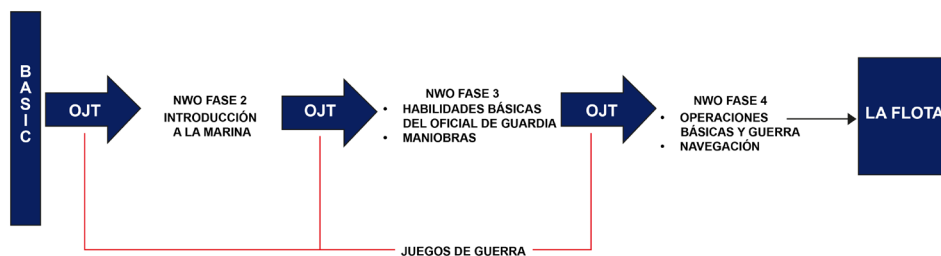 BASIC
OJT
NWO FASE 2
INTRODUCCIÓN
A LA MARINA
OJT
NWO FASE 3
• HABILIDADES BÁSICAS
DEL OFICIAL DE GUARDIA
• MANIOBRAS
OJT
NWO FASE 4
• OPERACIONES
BÁSICAS Y GUERRA
• NAVEGACIÓN
LA FLOTA
JUEGOS DE GUERRA